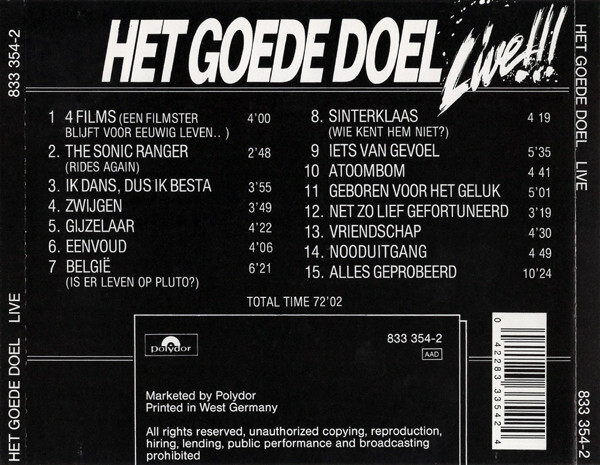 HET GOEDE DOEL Live!!!
1 4 FILMS (EEN FILMSTER BLIJFT VOOR EEUWIG LEVEN..) 4'00
2. THE SONIC RANGER (RIDES AGAIN) 2'48
3. IK DANS, DUS IK BESTA 3'55
4. ZWIJGEN 3'49
5. GIJZELAAR 4'22
6. EENVOUD 4'06
7 BELGIË (IS ER LEVEN OP PLUTO?) 6'21
8. SINTERKLAAS (WIE KENT HEM NIET?) 4 19
9 IETS VAN GEVOEL 5'35
10 ATOOMBOM 4 41
11 GEBOREN VOOR HET GELUK 5'01
12. NET ZO LIEF GEFORTUNEERD 3'19
13. VRIENDSCHAP 4'30
14. NOODUITGANG 4 49
15. ALLES GEPROBEERD 10'24
TOTAL TIME 72'02
Polydor
833 354-2
AAD
Marketed by Polydor
Printed in West Germany
All rights reserved, unauthorized copying, reproduction,
hiring, lending, public performance and broadcasting
prohibited
0 42283 33542 4
HET GOEDE DOEL LIVE
833 354-2
HET GOEDE DOEL LIVE
833 354-2